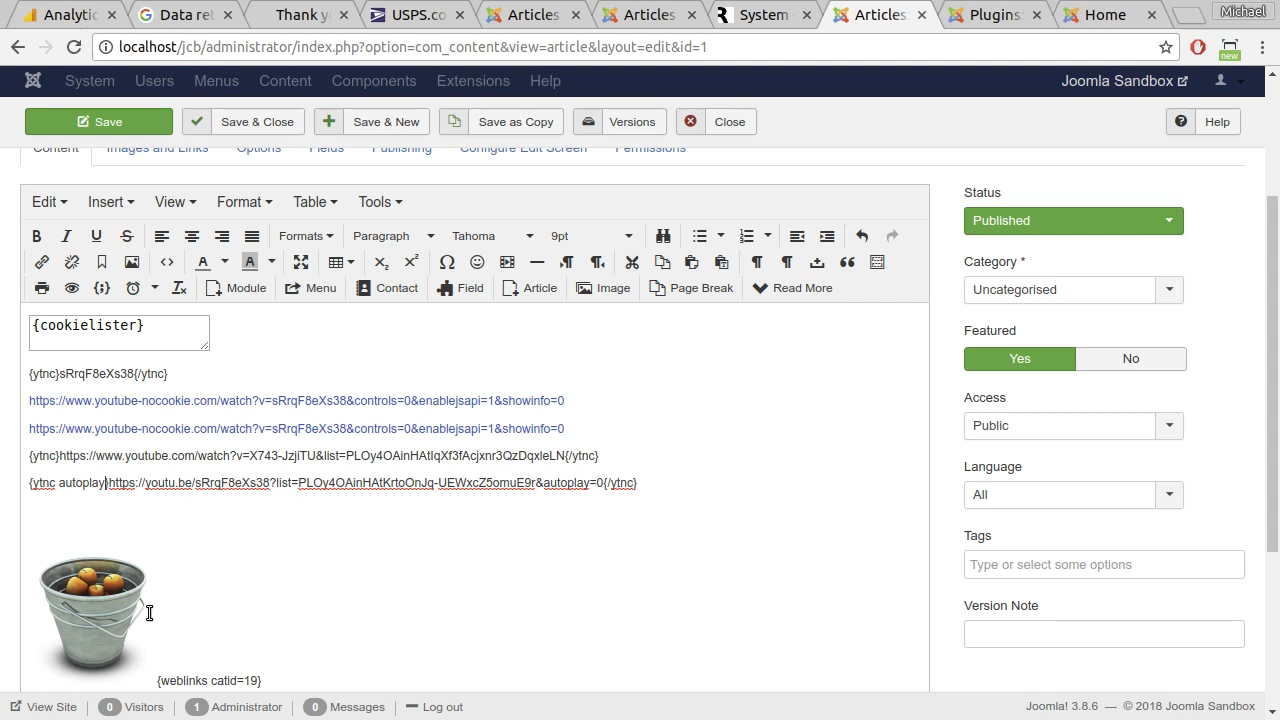 Analytic
Data ret
Thank y
USPS.co
Articles
Articles
System
Articles:
Plugins:
Home
Michael
localhost/jcb/administrator/index.php?option=com_content&view=article&layout=edit&id=1
new
System Users Menus Content Components Extensions Help
Joomla Sandbox
Save
Save & Close
Save & New
Save as Copy
Versions
Close
Help
Content Images and Links Options Fields Publishing Configure Edit Screen Permissions
Edit Insert View Format Table Tools
B I U S Formats Paragraph Tahoma 9pt
Module Menu Contact Field Article Image Page Break Read More
{cookielister}
{ytnc}sRrqF8eXs38{/ytnc}
https://www.youtube-nocookie.com/watch?v=sRrqF8eXs38&controls=0&enablejsapi=1&showinfo=0
https://www.youtube-nocookie.com/watch?v=sRrqF8eXs38&controls=0&enablejsapi=1&showinfo=0
{ytnc}https://www.youtube.com/watch?v=X743-JzjiTU&list=PLOy4OAinHAtIqXf3fAcjxnr3QzDqxleLN{/ytnc}
{ytnc autoplay}https://youtu.be/sRrqF8eXs38?list=PLOy4OAinHAtKrtoOnJq-UEWxcZ5omuE9r&autoplay=0{/ytnc}
{weblinks catid=19}
Status
Published
Category *
Uncategorised
Featured
Yes No
Access
Public
Language
All
Tags
Type or select some options
Version Note
View Site 0 Visitors 1 Administrator 0 Messages Log out
Joomla! 3.8.6 — © 2018 Joomla Sandbox